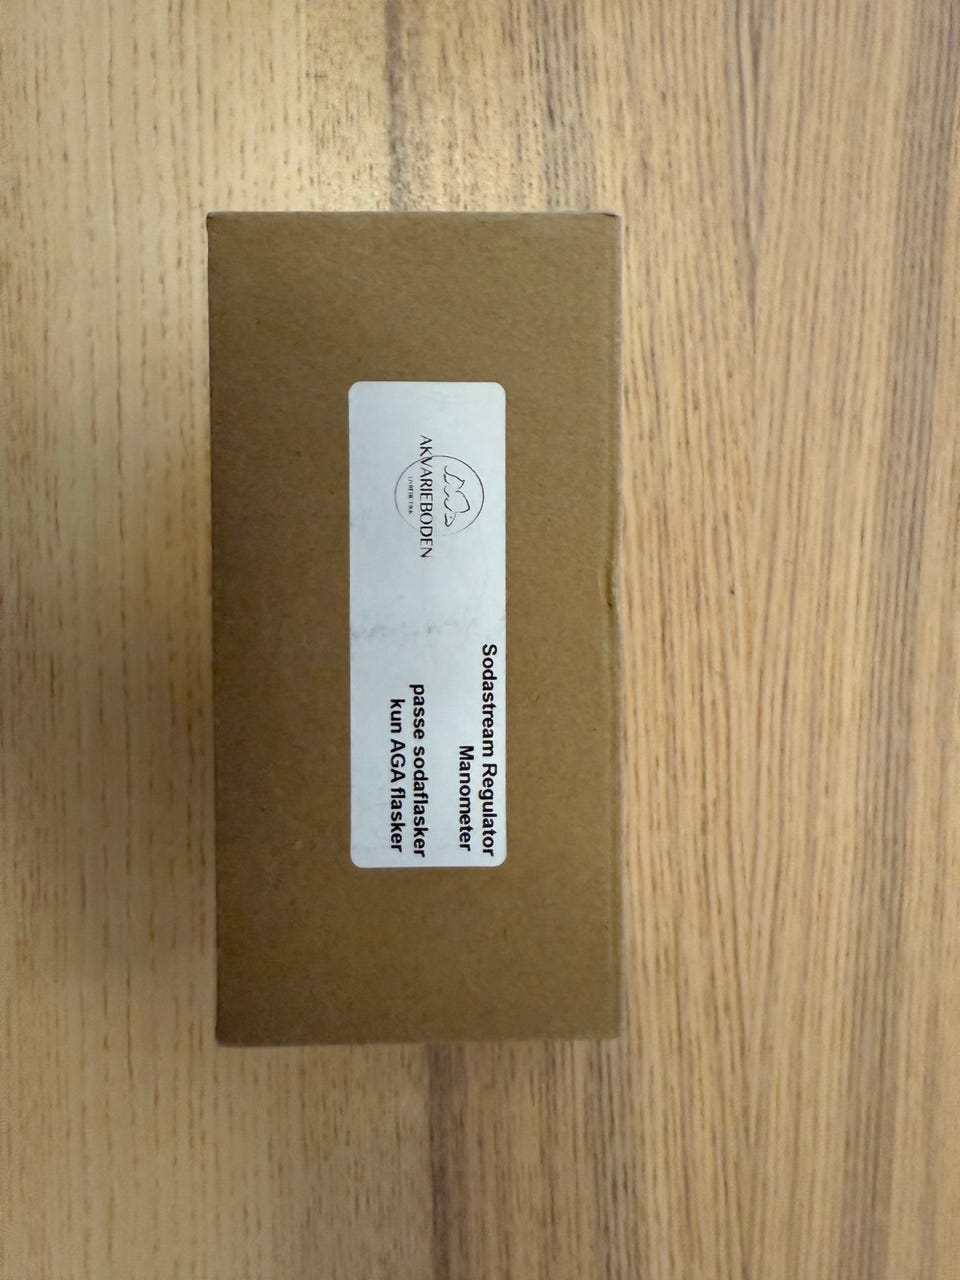 AKVARIEBODEN
Sodastream Regulator
Manometer
passe sodaflasker
kun AGA flasker